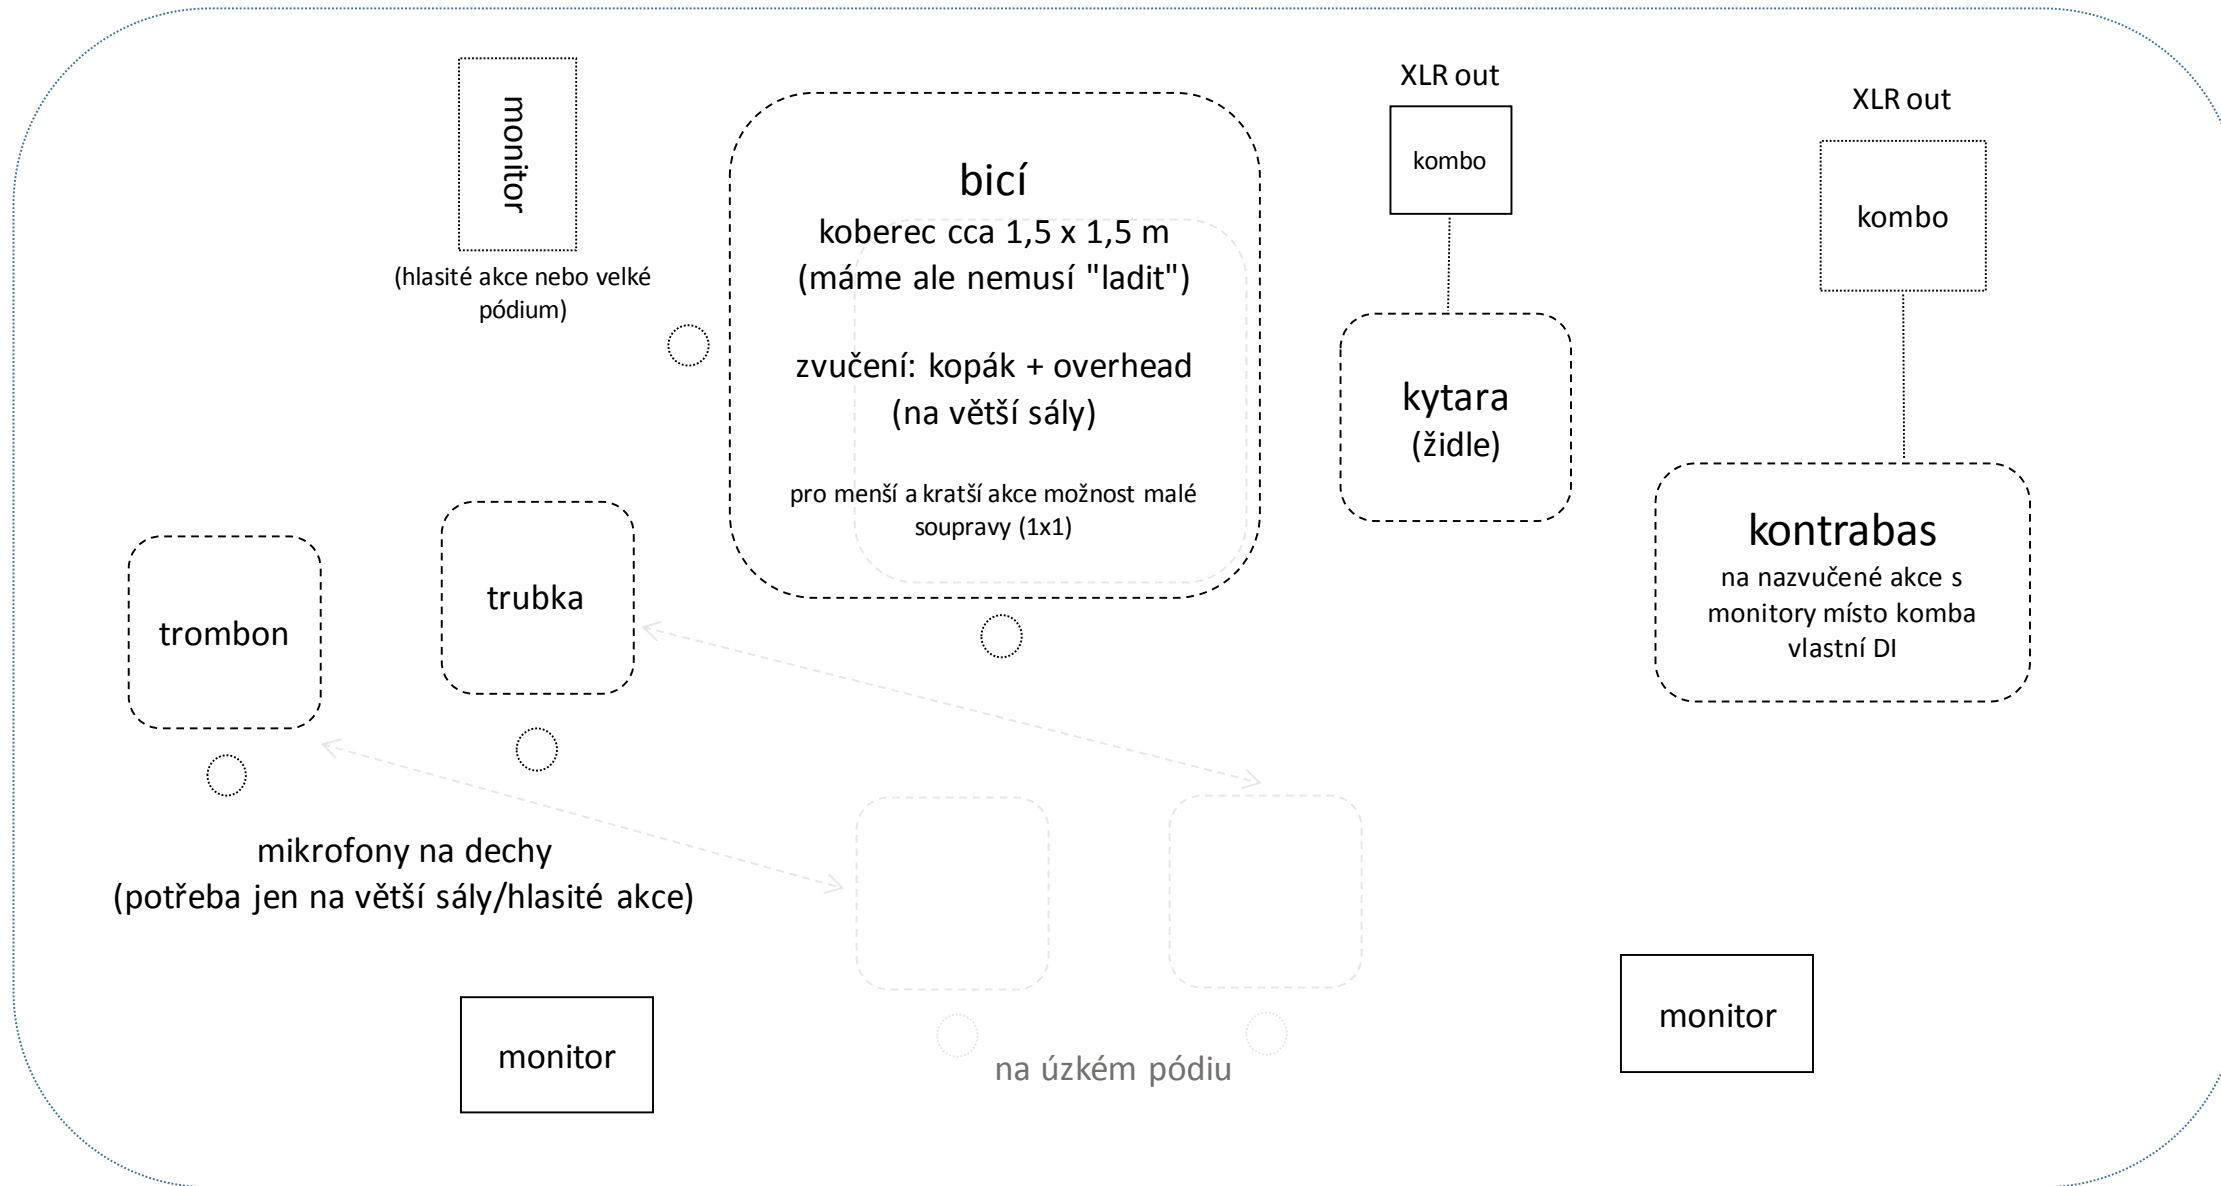 monitor
(hlasité akce nebo velké
pódium)
bicí
koberec cca 1,5 x 1,5 m
(máme ale nemusí "ladit")
zvučení: kopák + overhead
(na větší sály)
pro menší a kratší akce možnost malé
soupravy (1x1)
XLR out
kombo
kytara
(židle)
XLR out
kombo
kontrabas
na nazvučené akce s
monitory místo komba
vlastní DI
trombon
trubka
mikrofony na dechy
(potřeba jen na větší sály/hlasité akce)
monitor
na úzkém pódiu
monitor